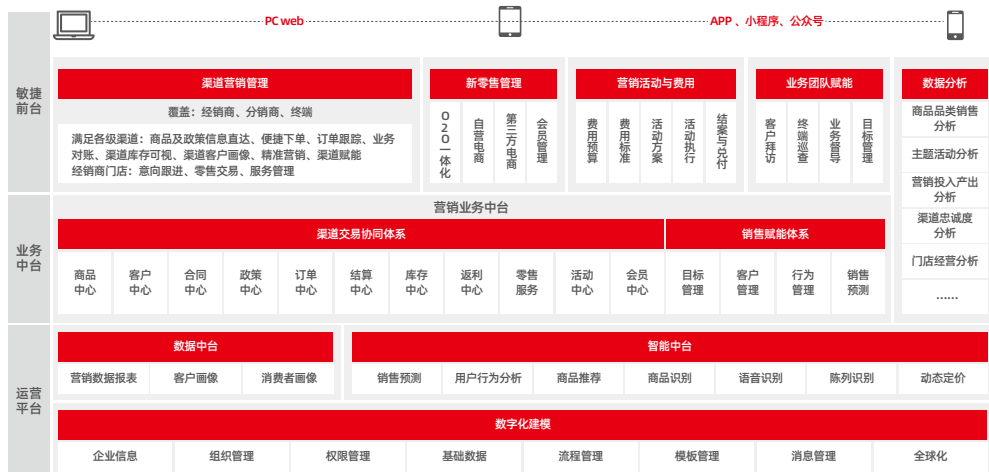 PC web
APP 、小程序、公众号
敏捷
前台
渠道营销管理
覆盖：经销商、分销商、终端
满足各级渠道：商品及政策信息直达、便捷下单、订单跟踪、业务
对账、渠道库存可视、渠道客户画像、精准营销、渠道赋能
经销商门店：意向跟进、零售交易、服务管理
新零售管理
O2O一体化
自营电商
第三方电商
会员管理
营销活动与费用
费用预算
费用标准
活动方案
活动执行
结案与兑付
业务团队赋能
客户拜访
终端巡查
业务督导
目标管理
数据分析
商品品类销售
分析
主题活动分析
营销投入产出
分析
渠道忠诚度
分析
门店经营分析
……
业务
中台
营销业务中台
渠道交易协同体系
销售赋能体系
商品
中心
客户
中心
合同
中心
政策
中心
订单
中心
结算
中心
库存
中心
返利
中心
零售
服务
活动
中心
会员
中心
目标
管理
客户
管理
行为
管理
销售
预测
运营
平台
数据中台
营销数据报表
客户画像
消费者画像
智能中台
销售预测
用户行为分析
商品推荐
商品识别
语音识别
陈列识别
动态定价
数字化建模
企业信息
组织管理
权限管理
基础数据
流程管理
模板管理
消息管理
全球化